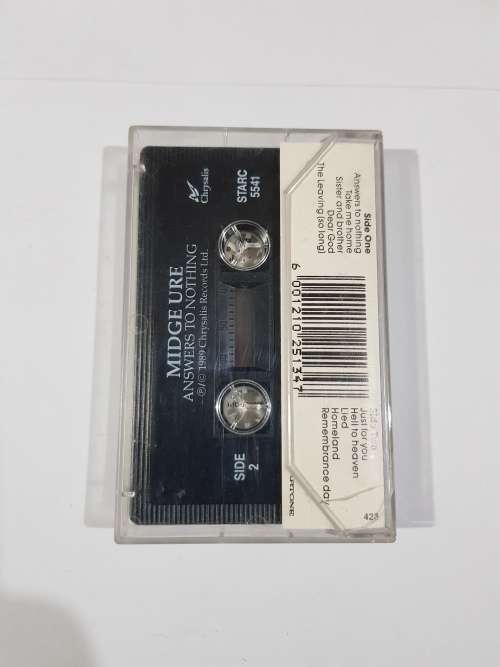 Side One
Answers to nothing
Take me home
Sister and brother
Dear God
The Leaving (so long)
6 001210 251347
Side Two
Just for you
Hell to heaven
Lied
Homeland
Remembrance day
423
Chrysalis
STARC
5541
MIDGE URE
ANSWERS TO NOTHING
℗/© 1989 Chrysalis Records Ltd.
SIDE
2